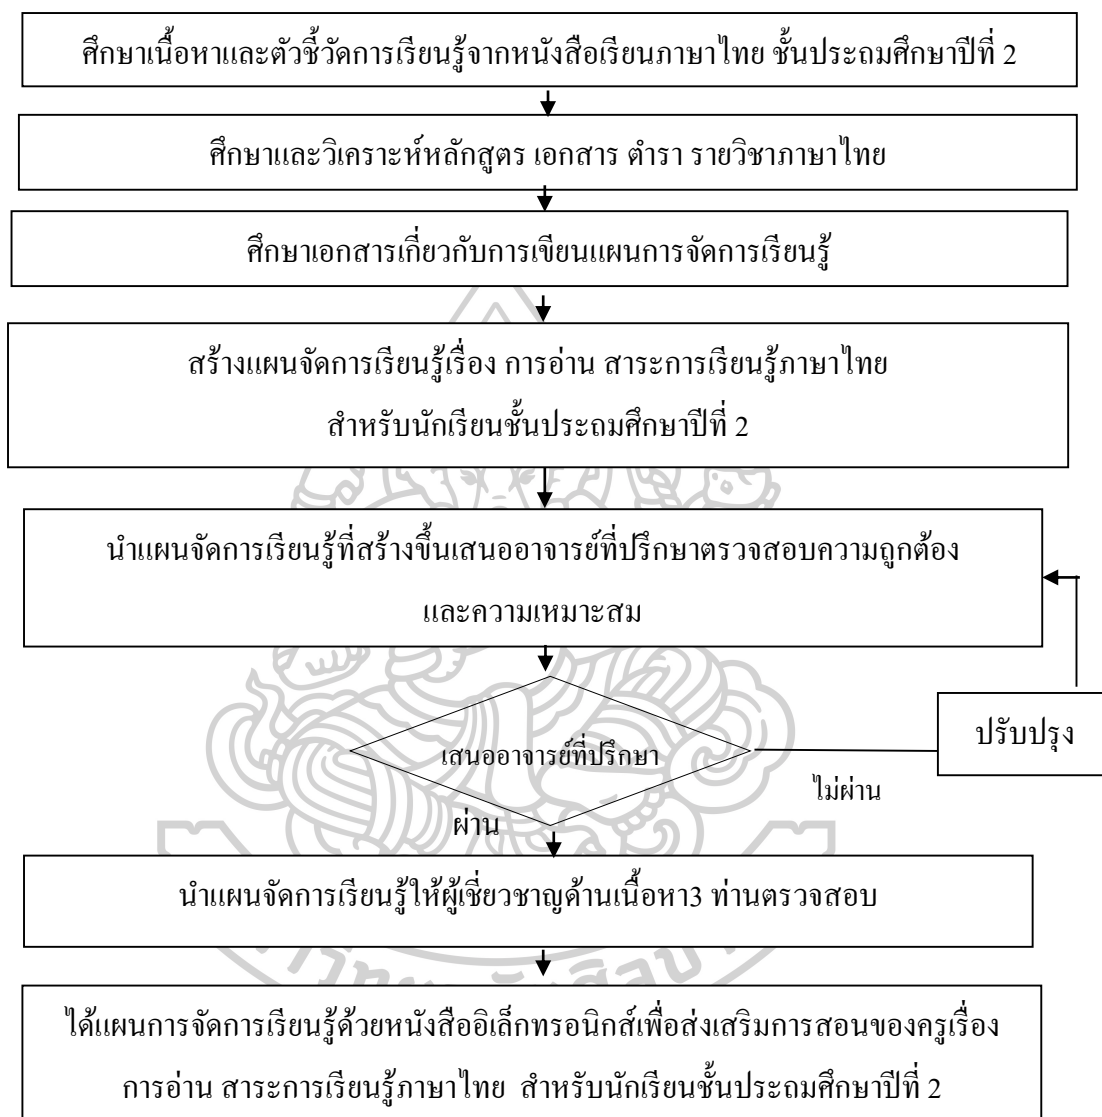 ศึกษาเนื้อหาและตัวชี้วัดการเรียนรู้จากหนังสือเรียนภาษาไทย ชั้นประถมศึกษาปีที่ 2
ศึกษาและวิเคราะห์หลักสูตร เอกสาร ตำรา รายวิชาภาษาไทย
ศึกษาเอกสารเกี่ยวกับการเขียนแผนการจัดการเรียนรู้
สร้างแผนจัดการเรียนรู้เรื่อง การอ่าน สาระการเรียนรู้ภาษาไทย
สำหรับนักเรียนชั้นประถมศึกษาปีที่ 2
นำแผนจัดการเรียนรู้ที่สร้างขึ้นเสนออาจารย์ที่ปรึกษาตรวจสอบความถูกต้อง
และความเหมาะสม
เสนออาจารย์ที่ปรึกษา
ปรับปรุง
ไม่ผ่าน
ผ่าน
นำแผนจัดการเรียนรู้ให้ผู้เชี่ยวชาญด้านเนื้อหา3 ท่านตรวจสอบ
ได้แผนการจัดการเรียนรู้ด้วยหนังสืออิเล็กทรอนิกส์เพื่อส่งเสริมการสอนของครูเรื่อง
การอ่าน สาระการเรียนรู้ภาษาไทย สำหรับนักเรียนชั้นประถมศึกษาปีที่ 2